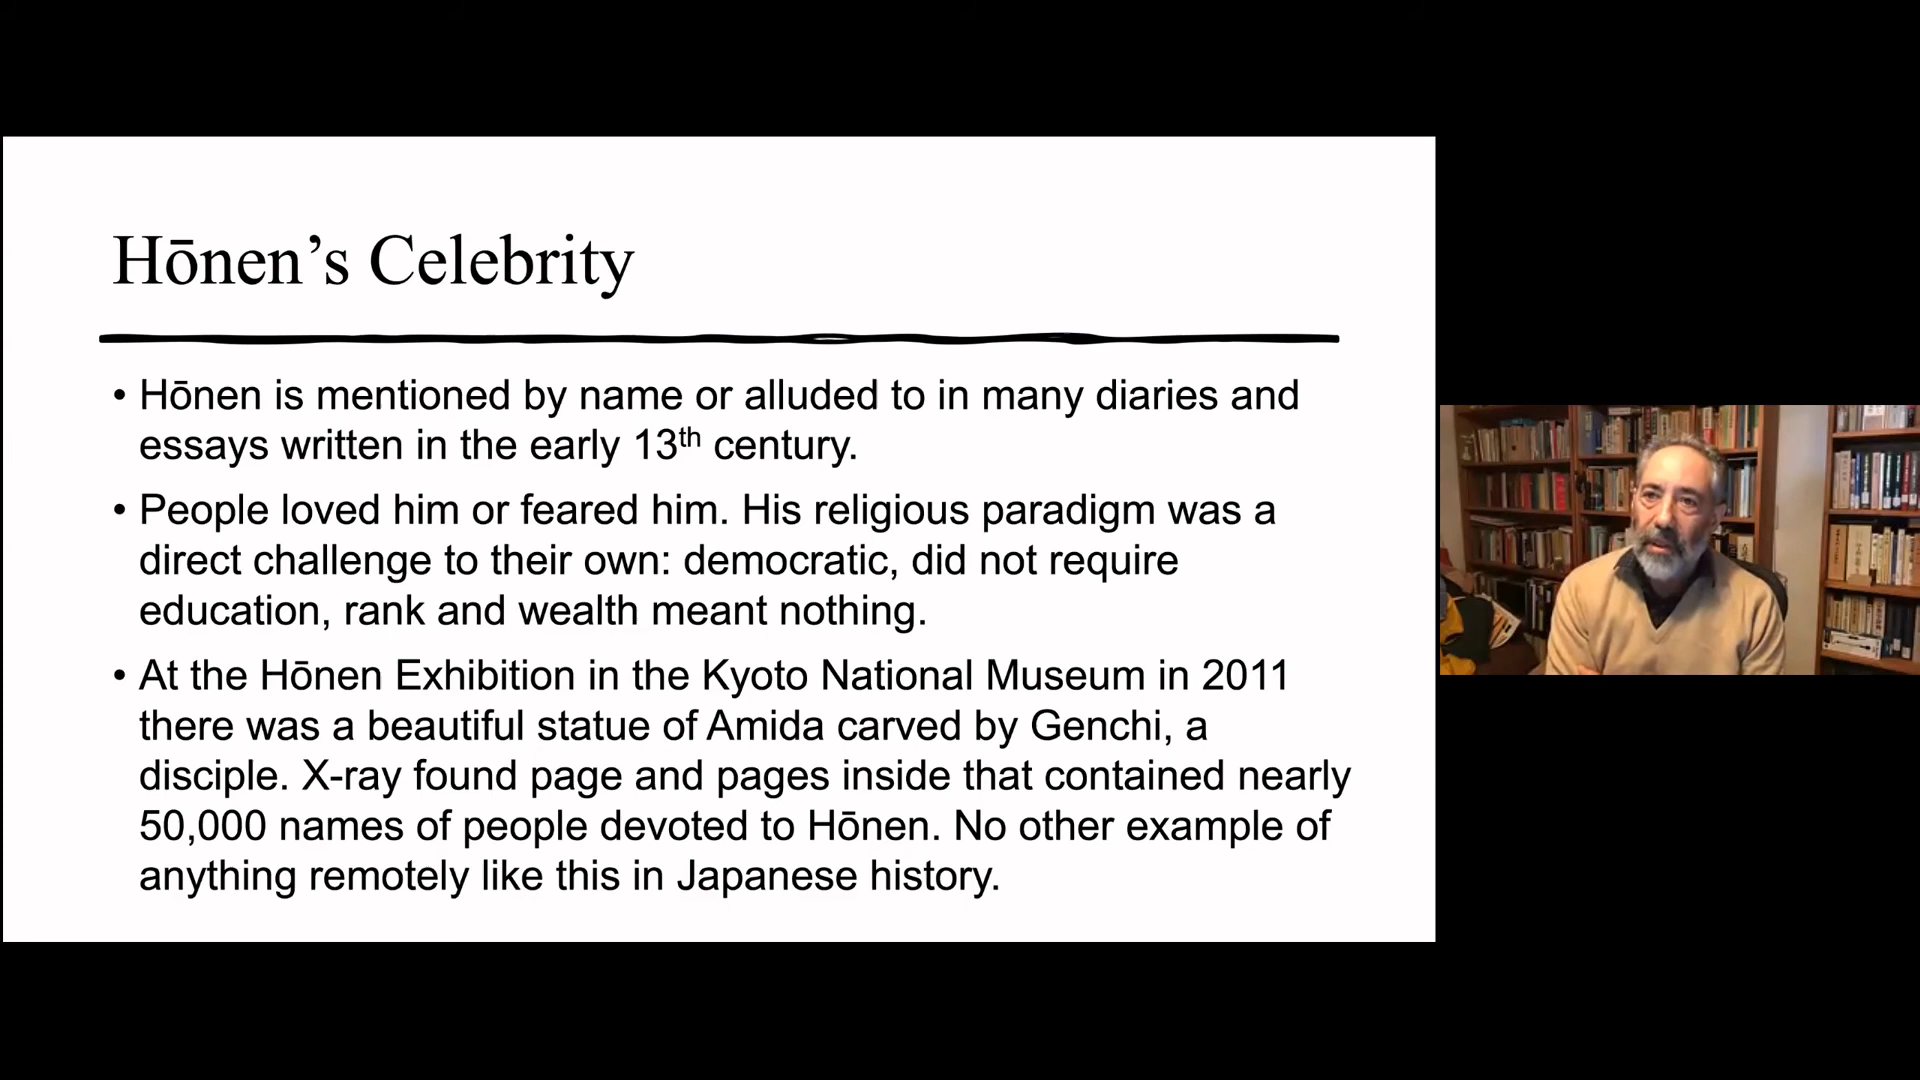 Hōnen’s Celebrity
• Hōnen is mentioned by name or alluded to in many diaries and
essays written in the early 13th century.
• People loved him or feared him. His religious paradigm was a
direct challenge to their own: democratic, did not require
education, rank and wealth meant nothing.
• At the Hōnen Exhibition in the Kyoto National Museum in 2011
there was a beautiful statue of Amida carved by Genchi, a
disciple. X-ray found page and pages inside that contained nearly
50,000 names of people devoted to Hōnen. No other example of
anything remotely like this in Japanese history.